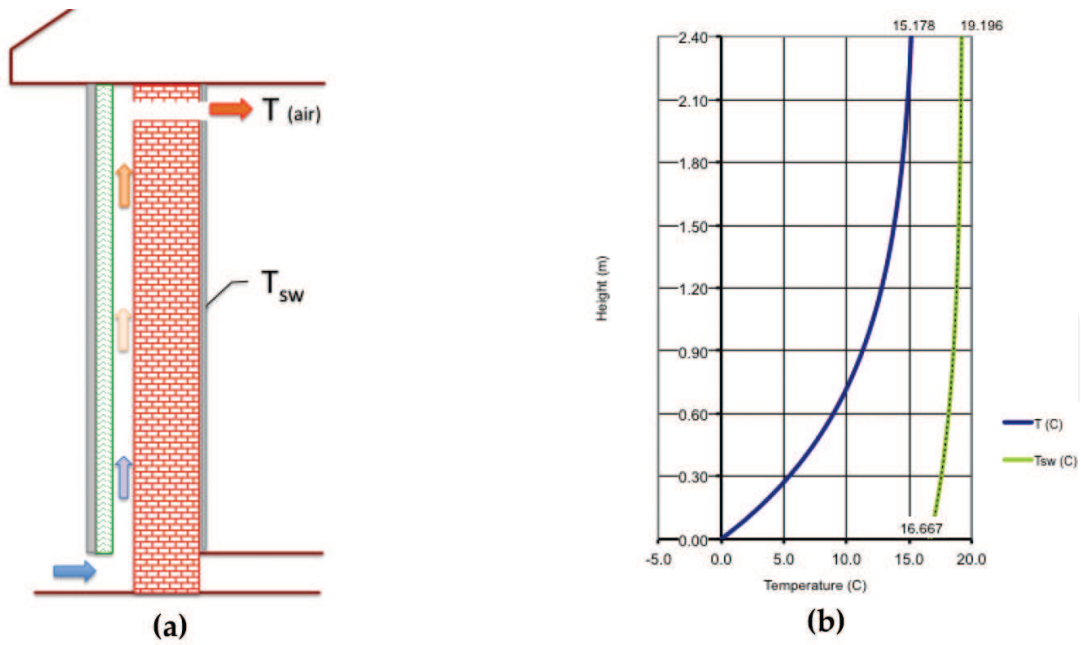 T (air)
T sw
(a)
15.178 19.196
2.40
2.10
1.80
1.50
1.20
0.90
0.60
0.30
0.00
Height (m)
16.667
-5.0 0.0 5.0 10.0 15.0 20.0
Temperature (C)
T (C)
Tsw (C)
(b)